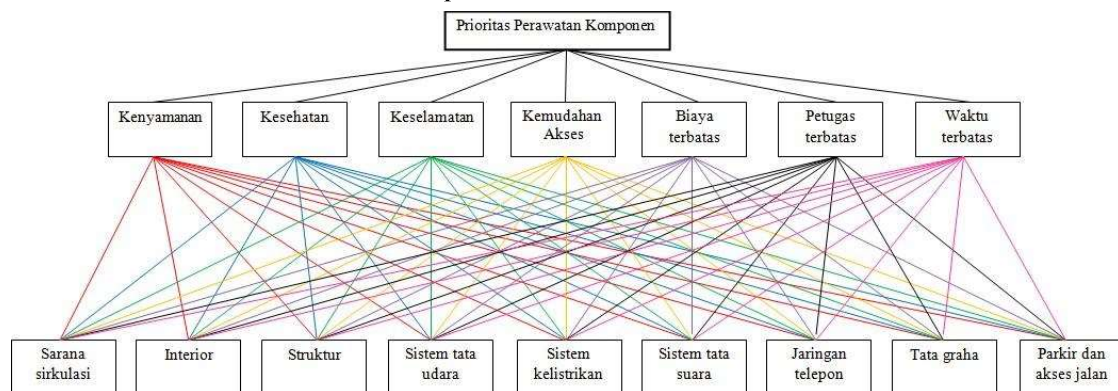 Prioritas Perawatan Komponen
Kenyamanan
Kesehatan
Keselamatan
Kemudahan
Akses
Biaya
terbatas
Petugas
terbatas
Waktu
terbatas
Sarana
sirkulasi
Interior
Struktur
Sistem tata
udara
Sistem
kelistrikan
Sistem tata
suara
Jaringan
telepon
Tata graha
Parkir dan
akses jalan